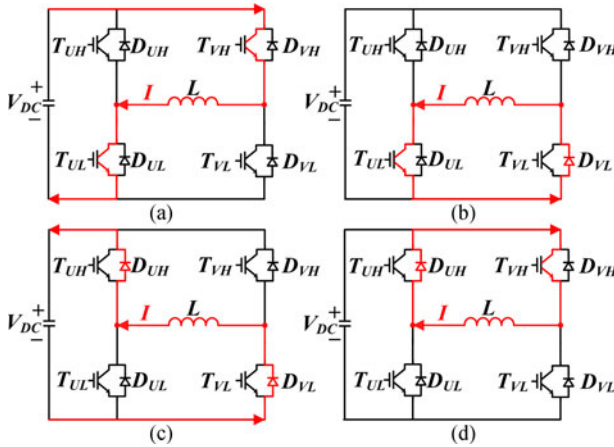 T_UH D_UH T_VH D_VH
+
V_DC
−
I L
T_UL D_UL T_VL D_VL
(a)
T_UH D_UH T_VH D_VH
+
V_DC
−
I L
T_UL D_UL T_VL D_VL
(b)
T_UH D_UH T_VH D_VH
+
V_DC
−
I L
T_UL D_UL T_VL D_VL
(c)
T_UH D_UH T_VH D_VH
+
V_DC
−
I L
T_UL D_UL T_VL D_VL
(d)